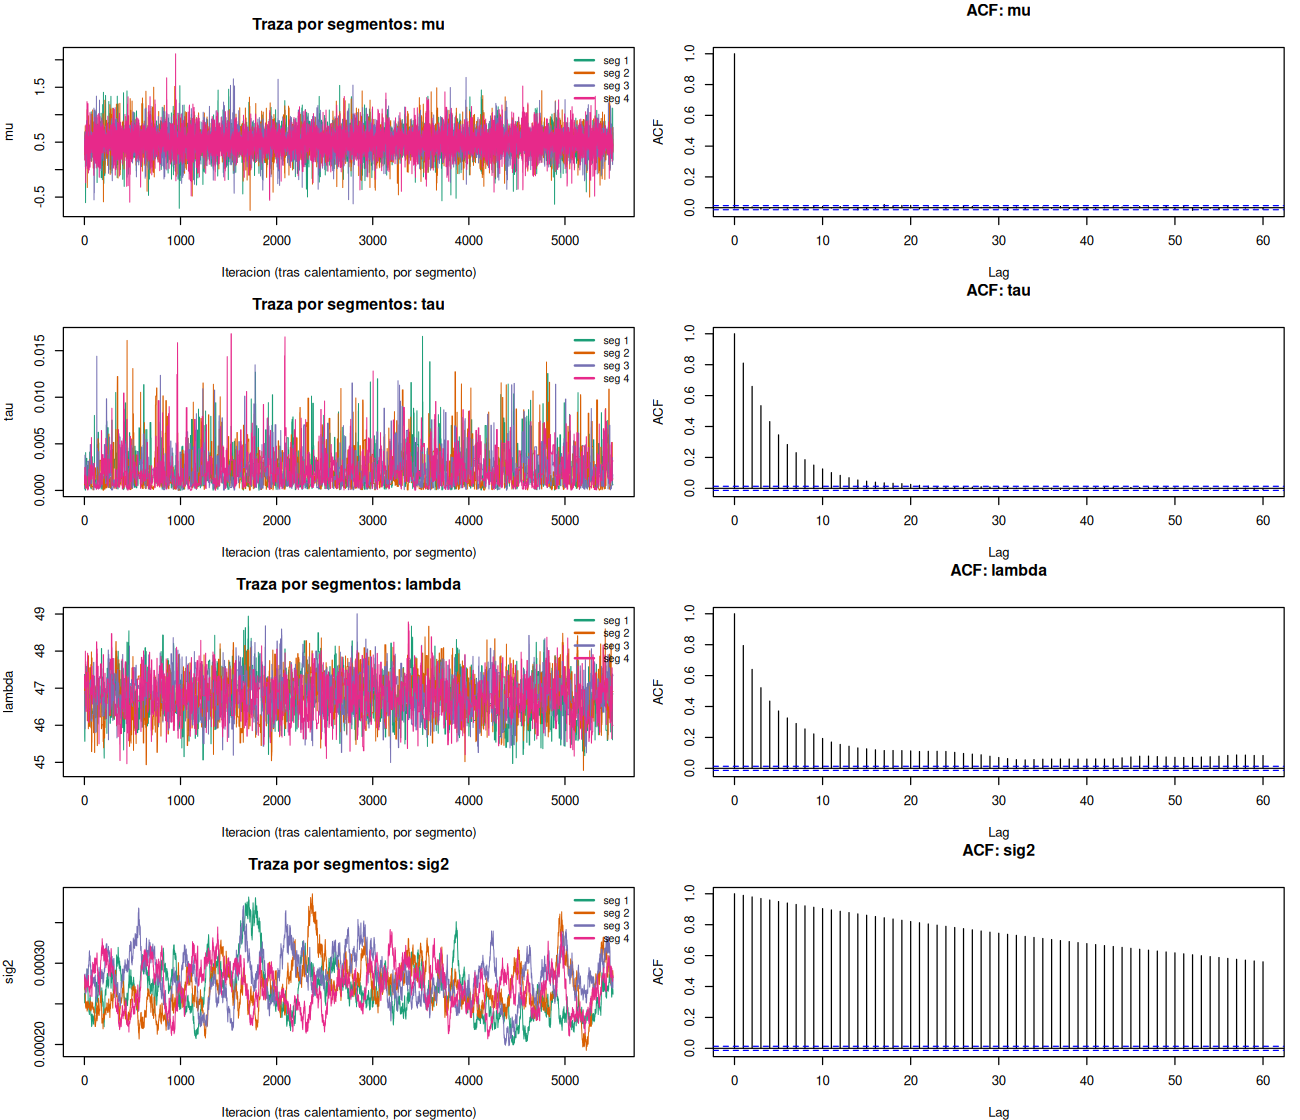 Traza por segmentos: mu
mu
1.5
0.5
-0.5
seg 1
seg 2
seg 3
seg 4
0 1000 2000 3000 4000 5000
Iteracion (tras calentamiento, por segmento)
ACF: mu
ACF
1.0
0.8
0.6
0.4
0.2
0.0
0 10 20 30 40 50 60
Lag
Traza por segmentos: tau
tau
0.015
0.010
0.005
0.000
seg 1
seg 2
seg 3
seg 4
0 1000 2000 3000 4000 5000
Iteracion (tras calentamiento, por segmento)
ACF: tau
ACF
1.0
0.8
0.6
0.4
0.2
0.0
0 10 20 30 40 50 60
Lag
Traza por segmentos: lambda
lambda
49
48
47
46
45
seg 1
seg 2
seg 3
seg 4
0 1000 2000 3000 4000 5000
Iteracion (tras calentamiento, por segmento)
ACF: lambda
ACF
1.0
0.8
0.6
0.4
0.2
0.0
0 10 20 30 40 50 60
Lag
Traza por segmentos: sig2
sig2
0.00030
0.00020
seg 1
seg 2
seg 3
seg 4
0 1000 2000 3000 4000 5000
Iteracion (tras calentamiento, por segmento)
ACF: sig2
ACF
1.0
0.8
0.6
0.4
0.2
0.0
0 10 20 30 40 50 60
Lag